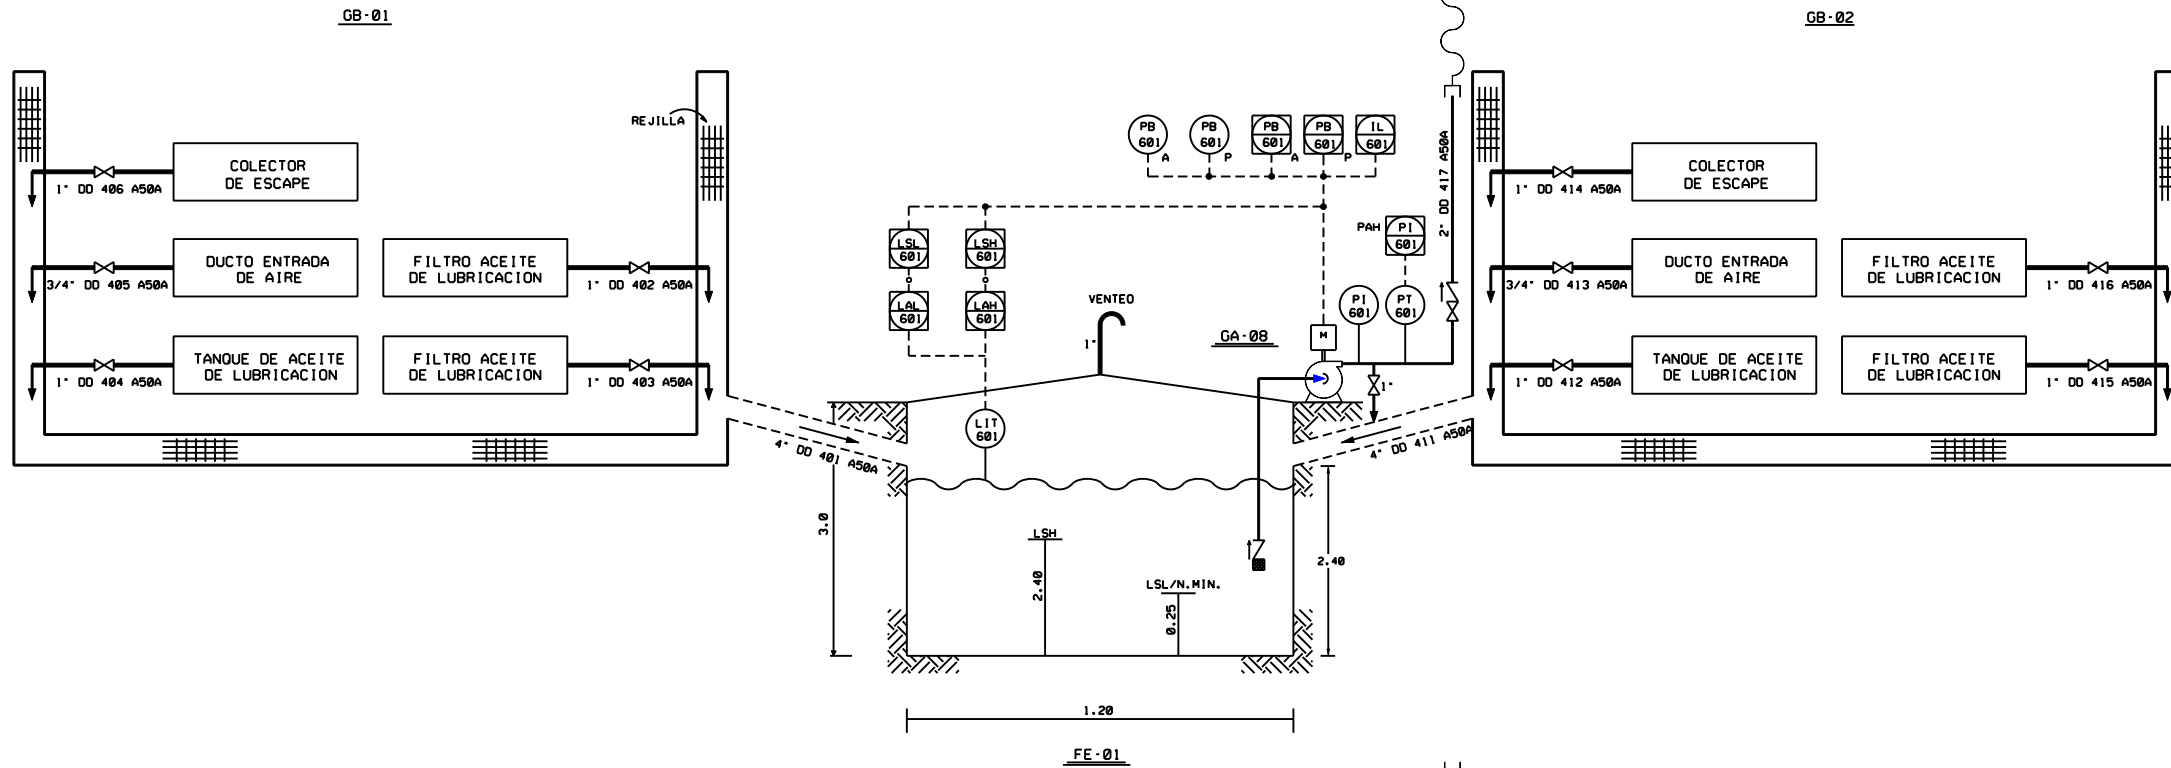 GB-01
GB-02
REJILLA
COLECTOR
DE ESCAPE
1" DD 406 A50A
DUCTO ENTRADA
DE AIRE
3/4" DD 405 A50A
FILTRO ACEITE
DE LUBRICACION
1" DD 402 A50A
TANQUE DE ACEITE
DE LUBRICACION
1" DD 404 A50A
FILTRO ACEITE
DE LUBRICACION
1" DD 403 A50A
PB
601
A
PB
601
P
PB
601
A
PB
601
P
IL
601
2" DD 417 A50A
LSL
601
LSH
601
LAL
601
LAH
601
PAH
PI
601
PI
601
PT
601
VENTEO
1"
GA-08
M
1"
LIT
601
4" DD 401 A50A
4" DD 411 A50A
3.0
LSH
2.40
LSL/N.MIN.
0.25
2.40
1.20
FE-01
COLECTOR
DE ESCAPE
1" DD 414 A50A
DUCTO ENTRADA
DE AIRE
3/4" DD 413 A50A
FILTRO ACEITE
DE LUBRICACION
1" DD 416 A50A
TANQUE DE ACEITE
DE LUBRICACION
1" DD 412 A50A
FILTRO ACEITE
DE LUBRICACION
1" DD 415 A50A